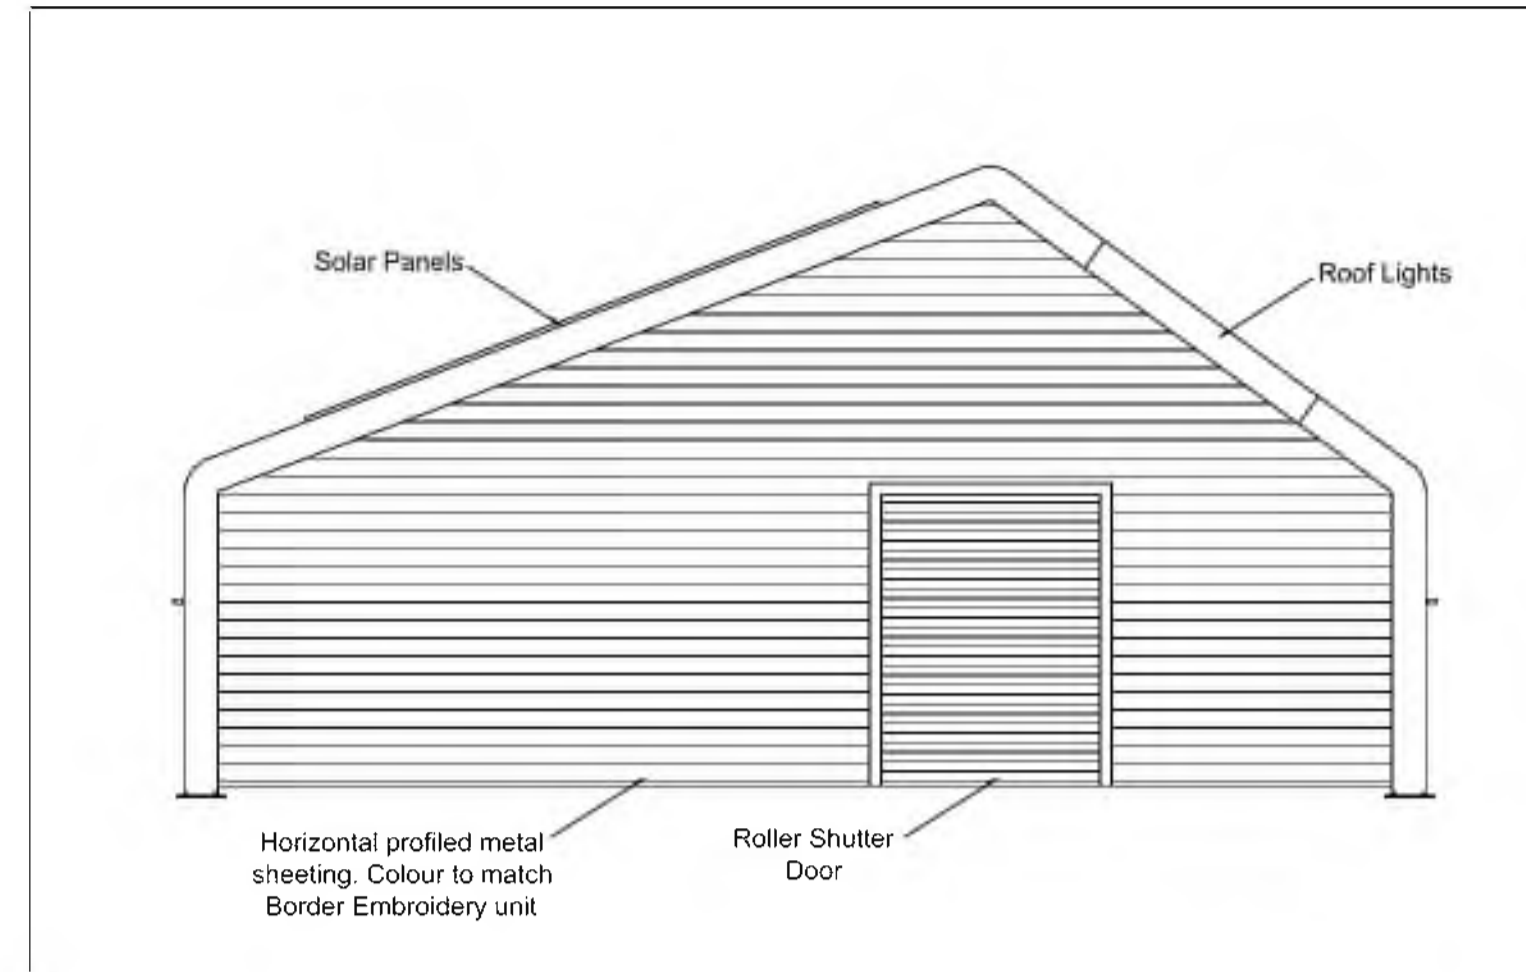 Solar Panels
Roof Lights
Horizontal profiled metal
sheeting. Colour to match
Border Embroidery unit
Roller Shutter
Door